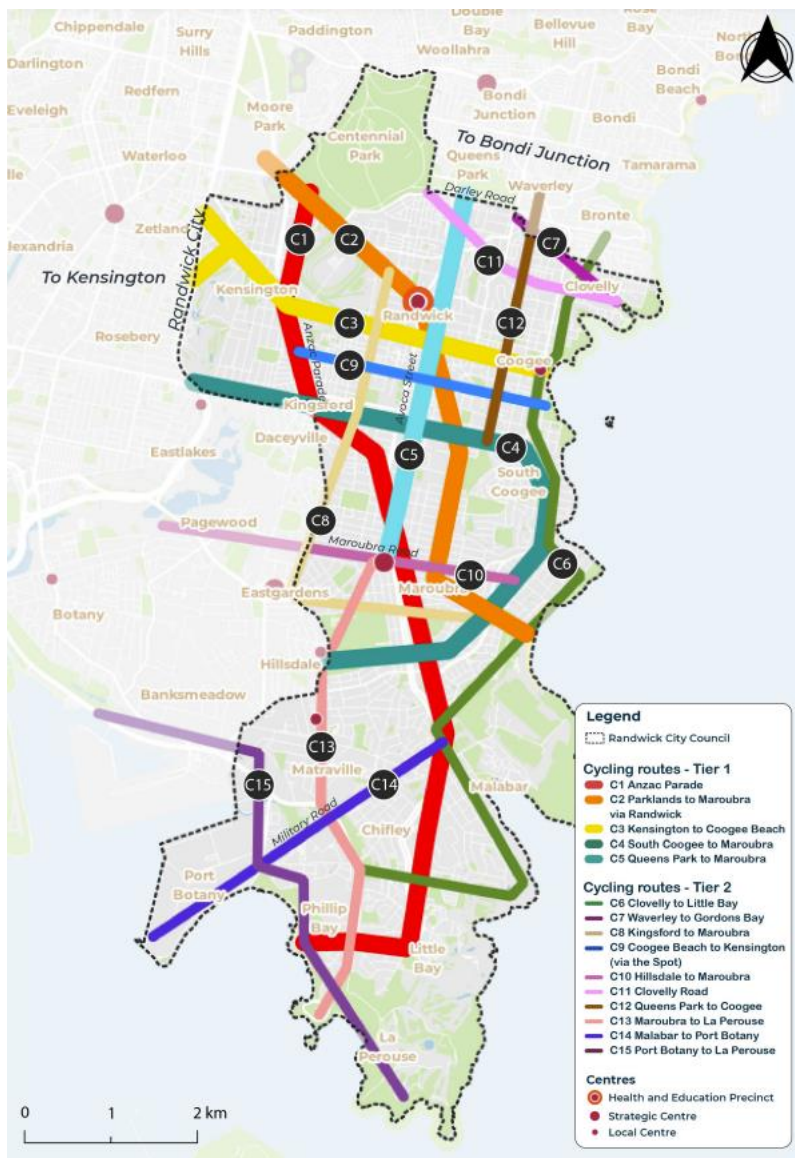 Chippendale
Surry
Hills
Paddington
Double
Bay
Bellevue
Hill
Rose
Bay
Darlington
Woollahra
North
Redfern
Eveleigh
Moore
Park
Centennial
Park
Bondi
Junction
Bondi
Beach
Bondi
Waterloo
To Bondi Junction
Queens
Park
Tamarama
Waverley
Darley Road
Zetland
Bronte
lexandria
Randwick City
C1
C2
C7
C11
To Kensington
Kensington
Clovelly
Randwick
Rosebery
C3
C12
Anzac Parade
C9
Coogee
Avaca Street
Kingsford
Daceyville
Eastlakes
C5
C4
South
Coogee
Pagewood
C8
Maroubra Road
C6
C10
Eastgardens
Maroubra
Botany
Hillsdale
Banksmeadow
C13
Matraville
C15
C14
Malabar
Military Road
Chifley
Port
Botany
Phillip
Bay
Little
Bay
La
Perouse
0 1 2 km
Legend
Randwick City Council
Cycling routes - Tier 1
C1 Anzac Parade
C2 Parklands to Maroubra
via Randwick
C3 Kensington to Coogee Beach
C4 South Coogee to Maroubra
C5 Queens Park to Maroubra
Cycling routes - Tier 2
C6 Clovelly to Little Bay
C7 Waverley to Gordons Bay
C8 Kingsford to Maroubra
C9 Coogee Beach to Kensington
(via the Spot)
C10 Hillsdale to Maroubra
C11 Clovelly Road
C12 Queens Park to Coogee
C13 Maroubra to La Perouse
C14 Malabar to Port Botany
C15 Port Botany to La Perouse
Centres
Health and Education Precinct
Strategic Centre
Local Centre